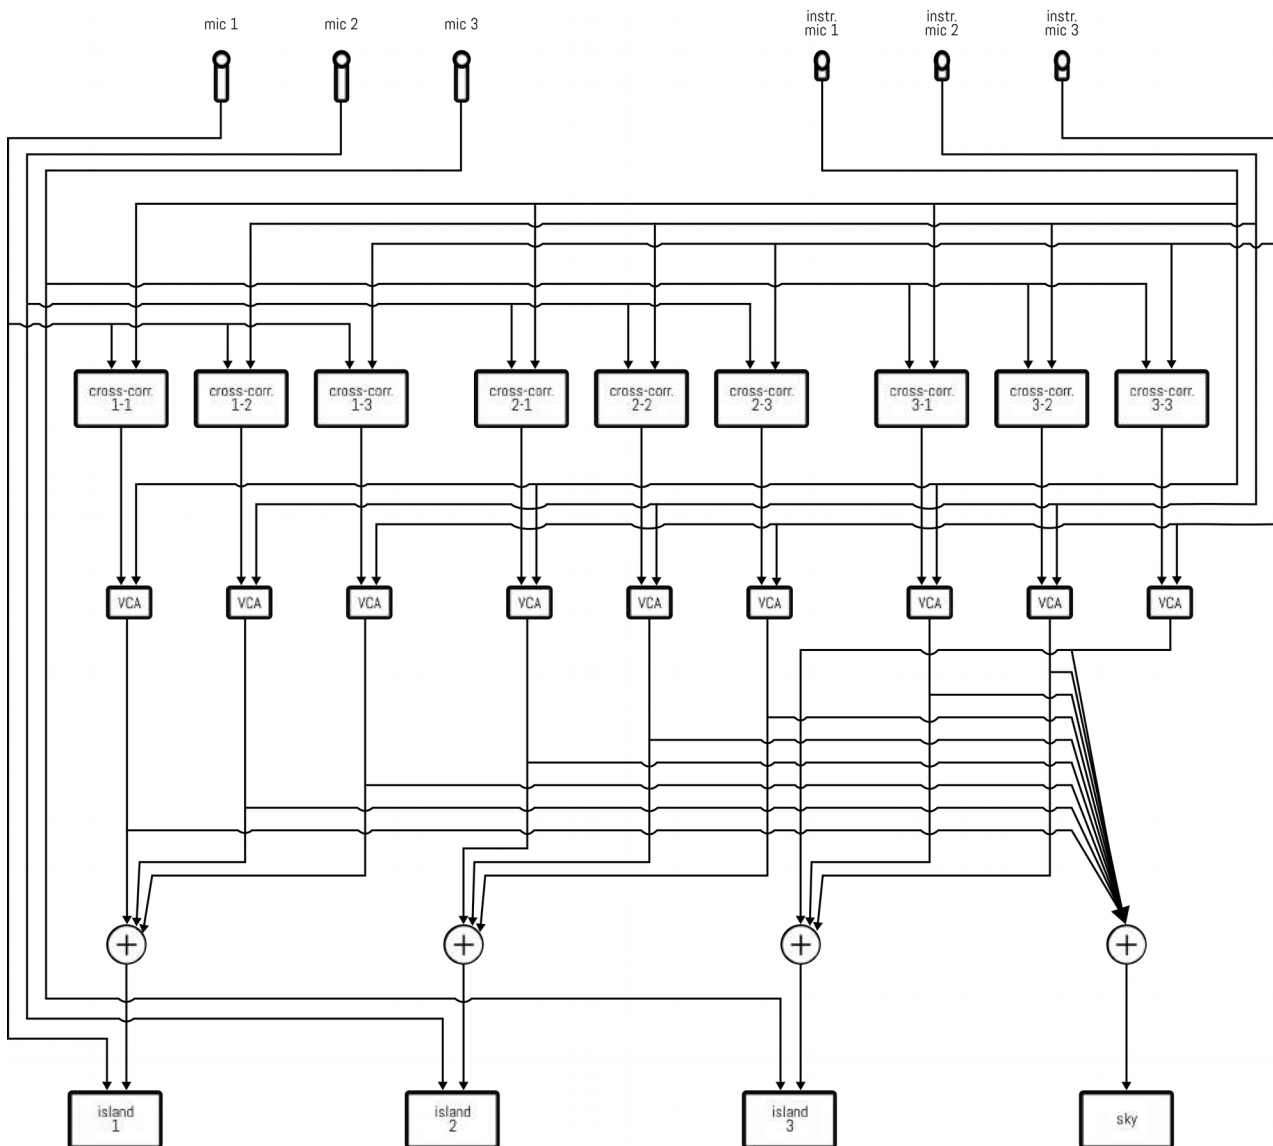 mic 1
mic 2
mic 3
instr.
mic 1
instr.
mic 2
instr.
mic 3
cross-corr.
1-1
cross-corr.
1-2
cross-corr.
1-3
cross-corr.
2-1
cross-corr.
2-2
cross-corr.
2-3
cross-corr.
3-1
cross-corr.
3-2
cross-corr.
3-3
VCA
VCA
VCA
VCA
VCA
VCA
VCA
VCA
VCA
+
+
+
+
island
1
island
2
island
3
sky